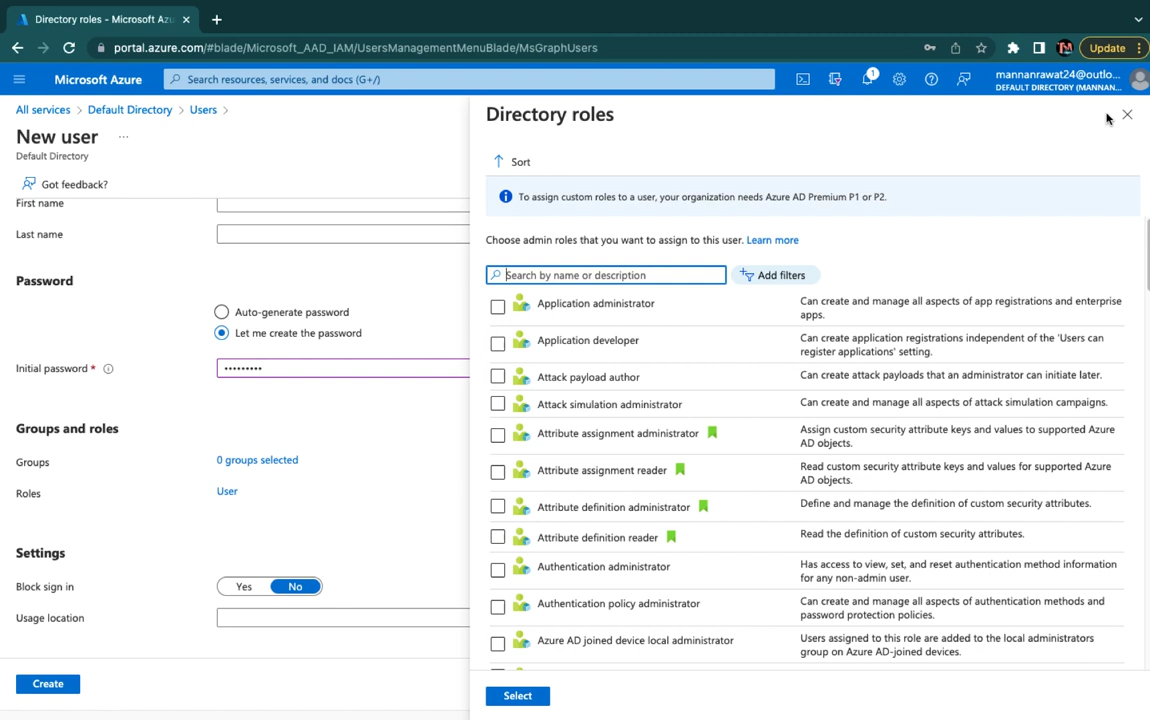 Directory roles - Microsoft Azu
portal.azure.com/#blade/Microsoft_AAD_IAM/UsersManagementMenuBlade/MsGraphUsers
Update
Microsoft Azure
Search resources, services, and docs (G+/)
1
mannanrawat24@outlo...
DEFAULT DIRECTORY (MANNAN...
All services > Default Directory > Users >
New user ...
Default Directory
Got feedback?
First name
Last name
Password
Auto-generate password
Let me create the password
Initial password *
•••••••••
Groups and roles
Groups
0 groups selected
Roles
User
Settings
Block sign in
Yes
No
Usage location
Create
Directory roles
Sort
To assign custom roles to a user, your organization needs Azure AD Premium P1 or P2.
Choose admin roles that you want to assign to this user. Learn more
Search by name or description
Add filters
Application administrator
Can create and manage all aspects of app registrations and enterprise
apps.
Application developer
Can create application registrations independent of the 'Users can
register applications' setting.
Attack payload author
Can create attack payloads that an administrator can initiate later.
Attack simulation administrator
Can create and manage all aspects of attack simulation campaigns.
Attribute assignment administrator
Assign custom security attribute keys and values to supported Azure
AD objects.
Attribute assignment reader
Read custom security attribute keys and values for supported Azure
AD objects.
Attribute definition administrator
Define and manage the definition of custom security attributes.
Attribute definition reader
Read the definition of custom security attributes.
Authentication administrator
Has access to view, set, and reset authentication method information
for any non-admin user.
Authentication policy administrator
Can create and manage all aspects of authentication methods and
password protection policies.
Azure AD joined device local administrator
Users assigned to this role are added to the local administrators
group on Azure AD-joined devices.
Select